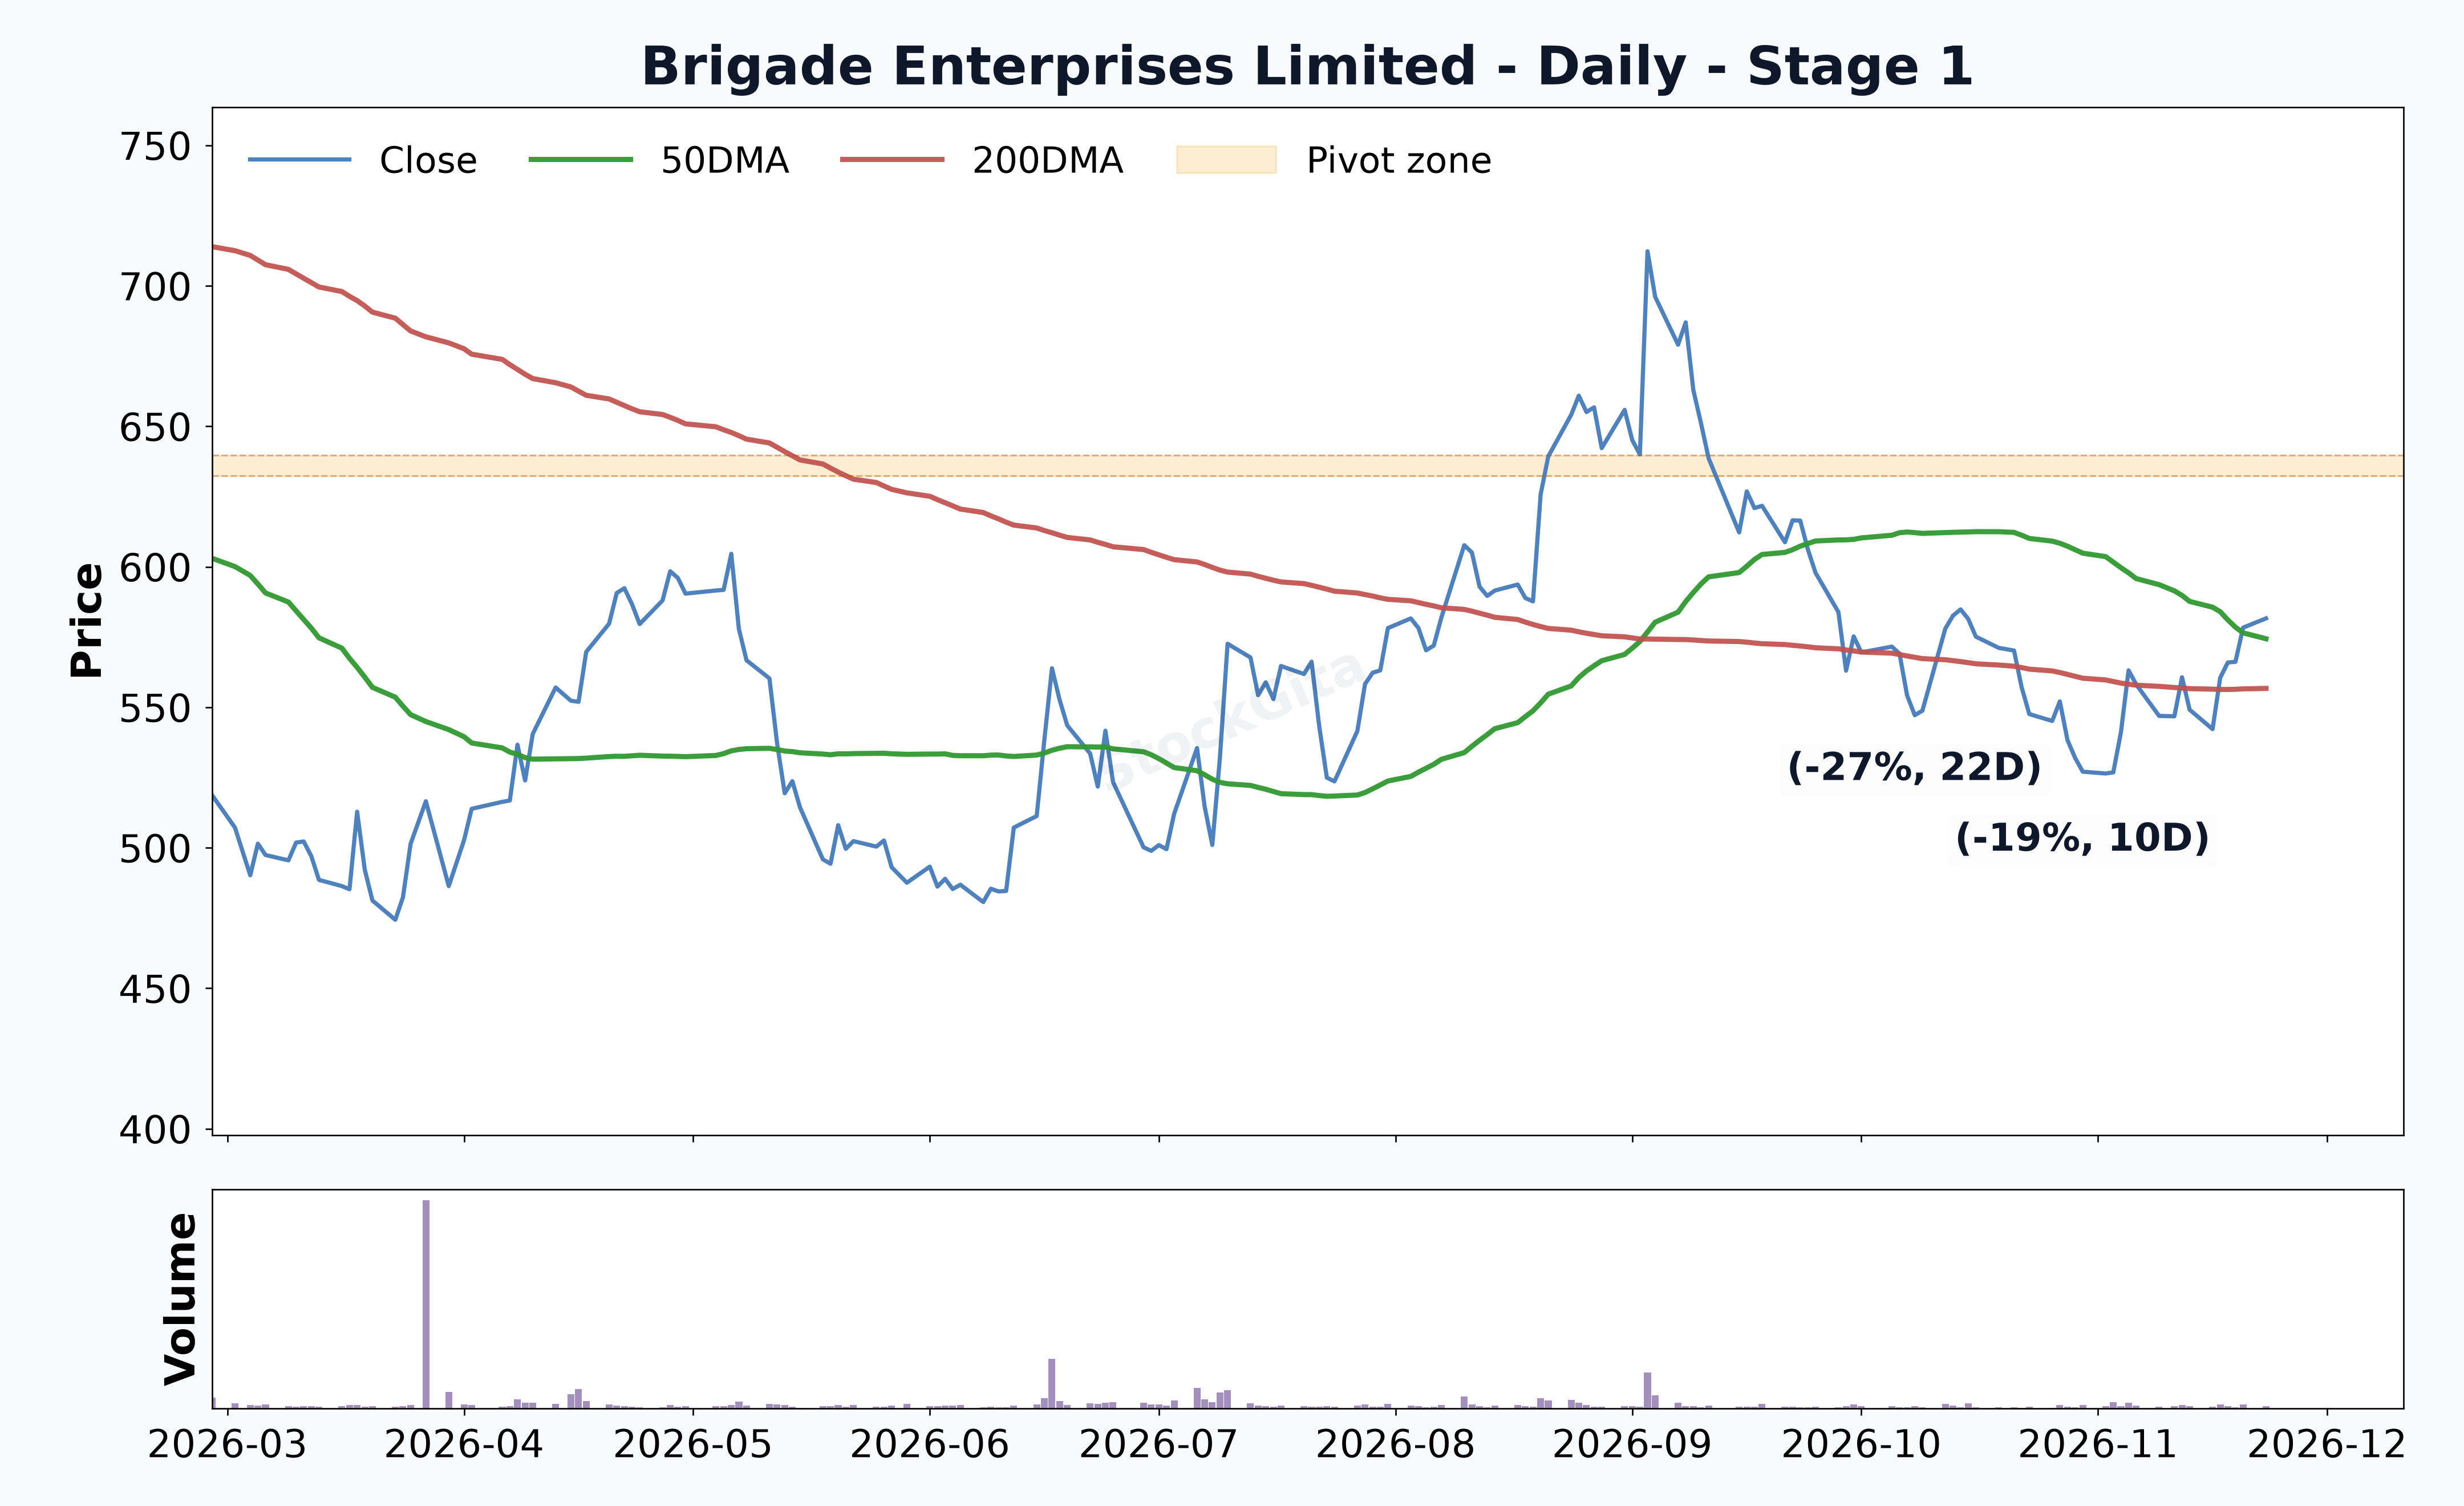 Brigade Enterprises Limited - Daily - Stage 1
Close 50DMA 200DMA Pivot zone
Price
750
700
650
600
550
500
450
400
StockGita
(-27%, 22D)
(-19%, 10D)
Volume
2026-03 2026-04 2026-05 2026-06 2026-07 2026-08 2026-09 2026-10 2026-11 2026-12